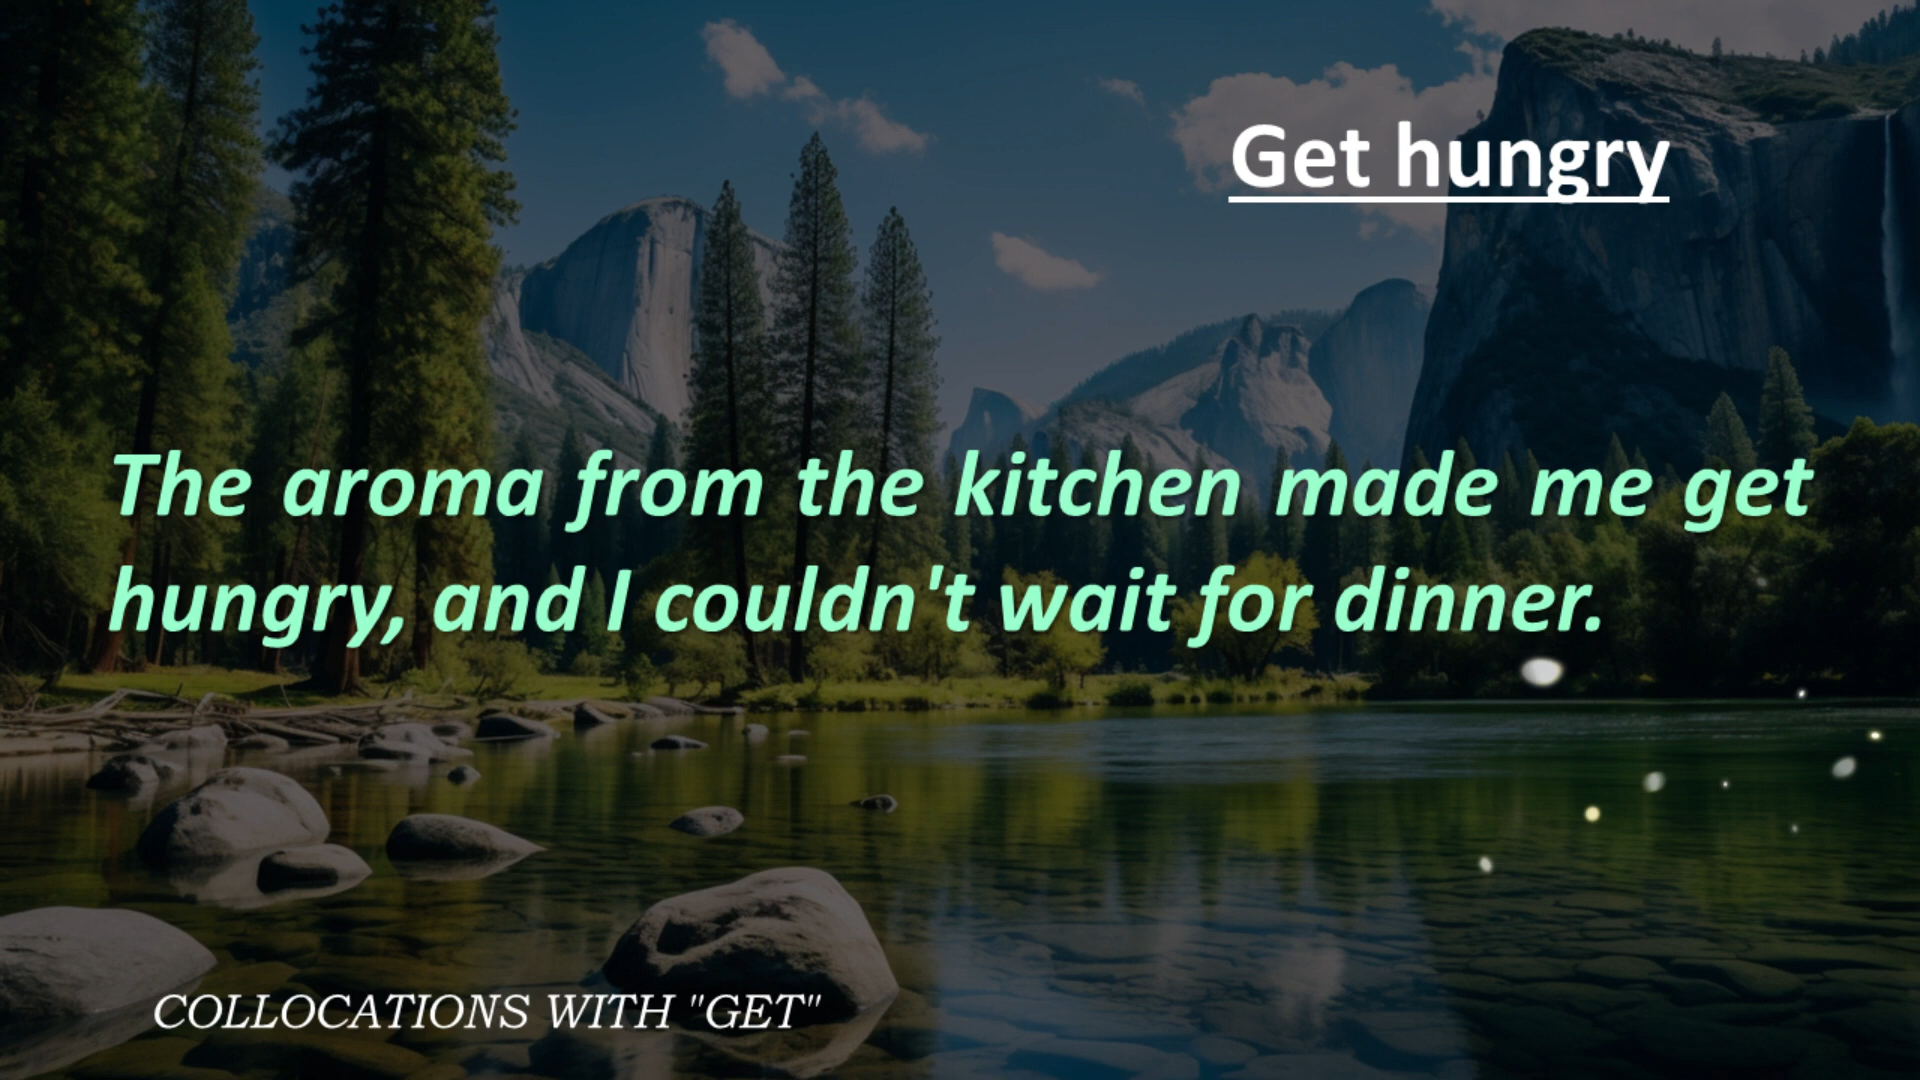 Get hungry
The aroma from the kitchen made me get
hungry, and I couldn't wait for dinner.
COLLOCATIONS WITH "GET"